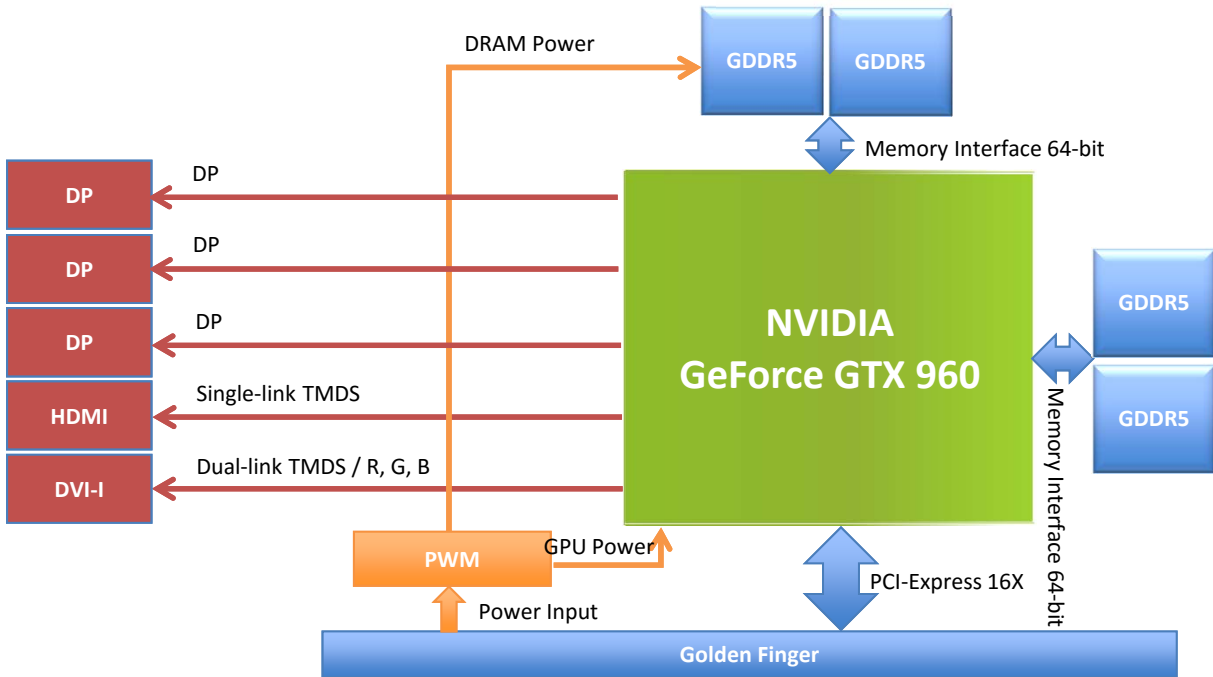 DRAM Power
GDDR5
GDDR5
Memory Interface 64-bit
DP
DP
DP
DP
DP
DP
HDMI
Single-link TMDS
DVI-I
Dual-link TMDS / R, G, B
NVIDIA
GeForce GTX 960
GDDR5
GDDR5
Memory Interface 64-bit
PWM
GPU Power
PCI-Express 16X
Power Input
Golden Finger